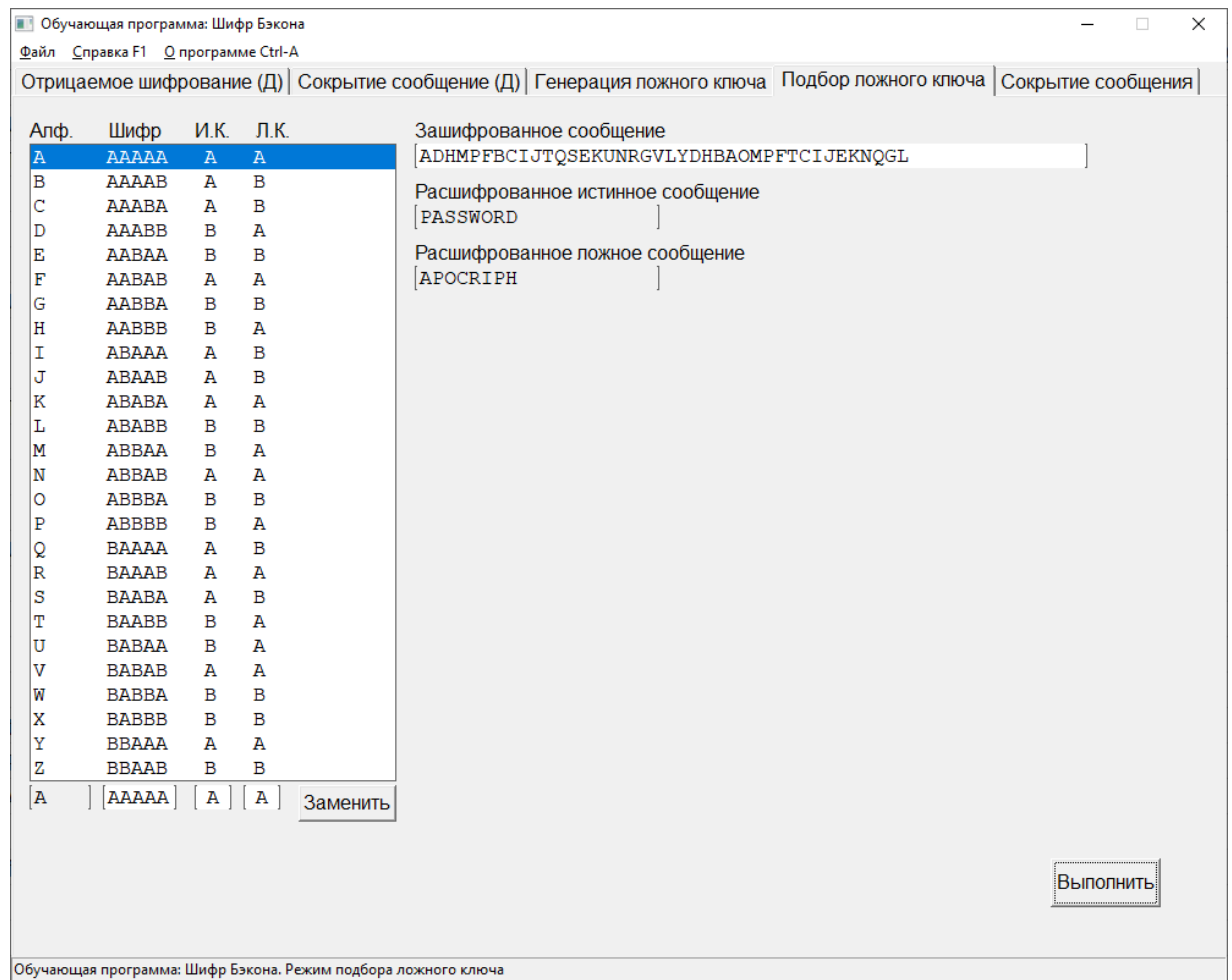 Обучающая программа: Шифр Бэкона
Файл Справка F1 О программе Ctrl-A
Отрицаемое шифрование (Д) Сокрытие сообщение (Д) Генерация ложного ключа Подбор ложного ключа Сокрытие сообщения
Алф. Шифр И.К. Л.К.
A AAAAA A A
B AAAAB A B
C AAABA A B
D AAABB B A
E AABAA B B
F AABAB A A
G AABBA B B
H AABBB B A
I ABAAA A B
J ABAAB A B
K ABABA A A
L ABABB B B
M ABBAA B A
N ABBAB A A
O ABBBA B B
P ABBBB B A
Q BAAAA A B
R BAAAB A A
S BAABA A B
T BAABB B A
U BABAA B A
V BABAB A A
W BABBA B B
X BABBB B B
Y BBAAA A A
Z BBAAB B B
A AAAAA A A Заменить
Зашифрованное сообщение
ADHMPFBCIJTQSEKUNRGVLYDHBAOMPFTCIJEKNQGL
Расшифрованное истинное сообщение
PASSWORD
Расшифрованное ложное сообщение
APOCRIPH
Выполнить
Обучающая программа: Шифр Бэкона. Режим подбора ложного ключа